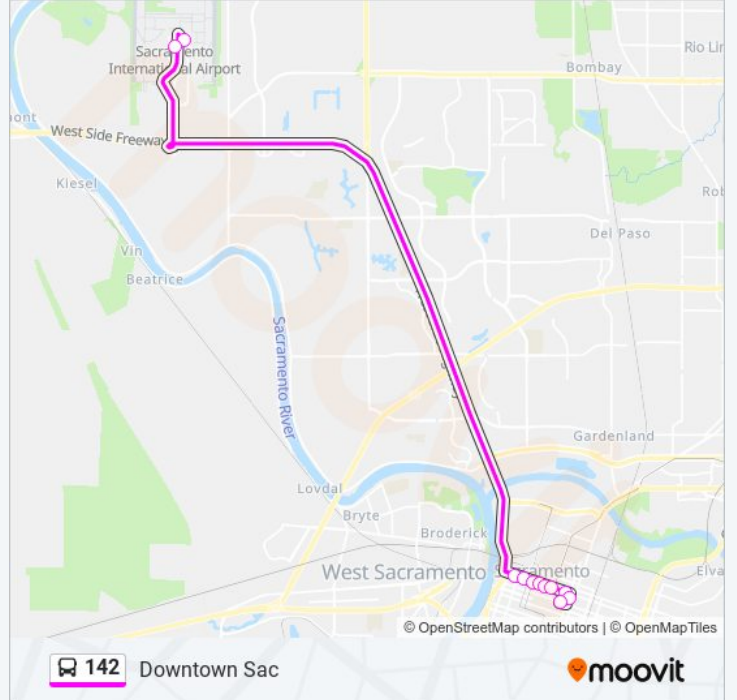 Sacramento
International Airport
Rio Lin
Bombay
mont
West Side Freeway
Kiesel
Rob
Del Paso
Vin
Beatrice
Sacramento River
Gardenland
Lovdal
Bryte
Broderick
West Sacramento
Sacramento
Elva
© OpenStreetMap contributors | © OpenMapTiles
142 Downtown Sac
moovit